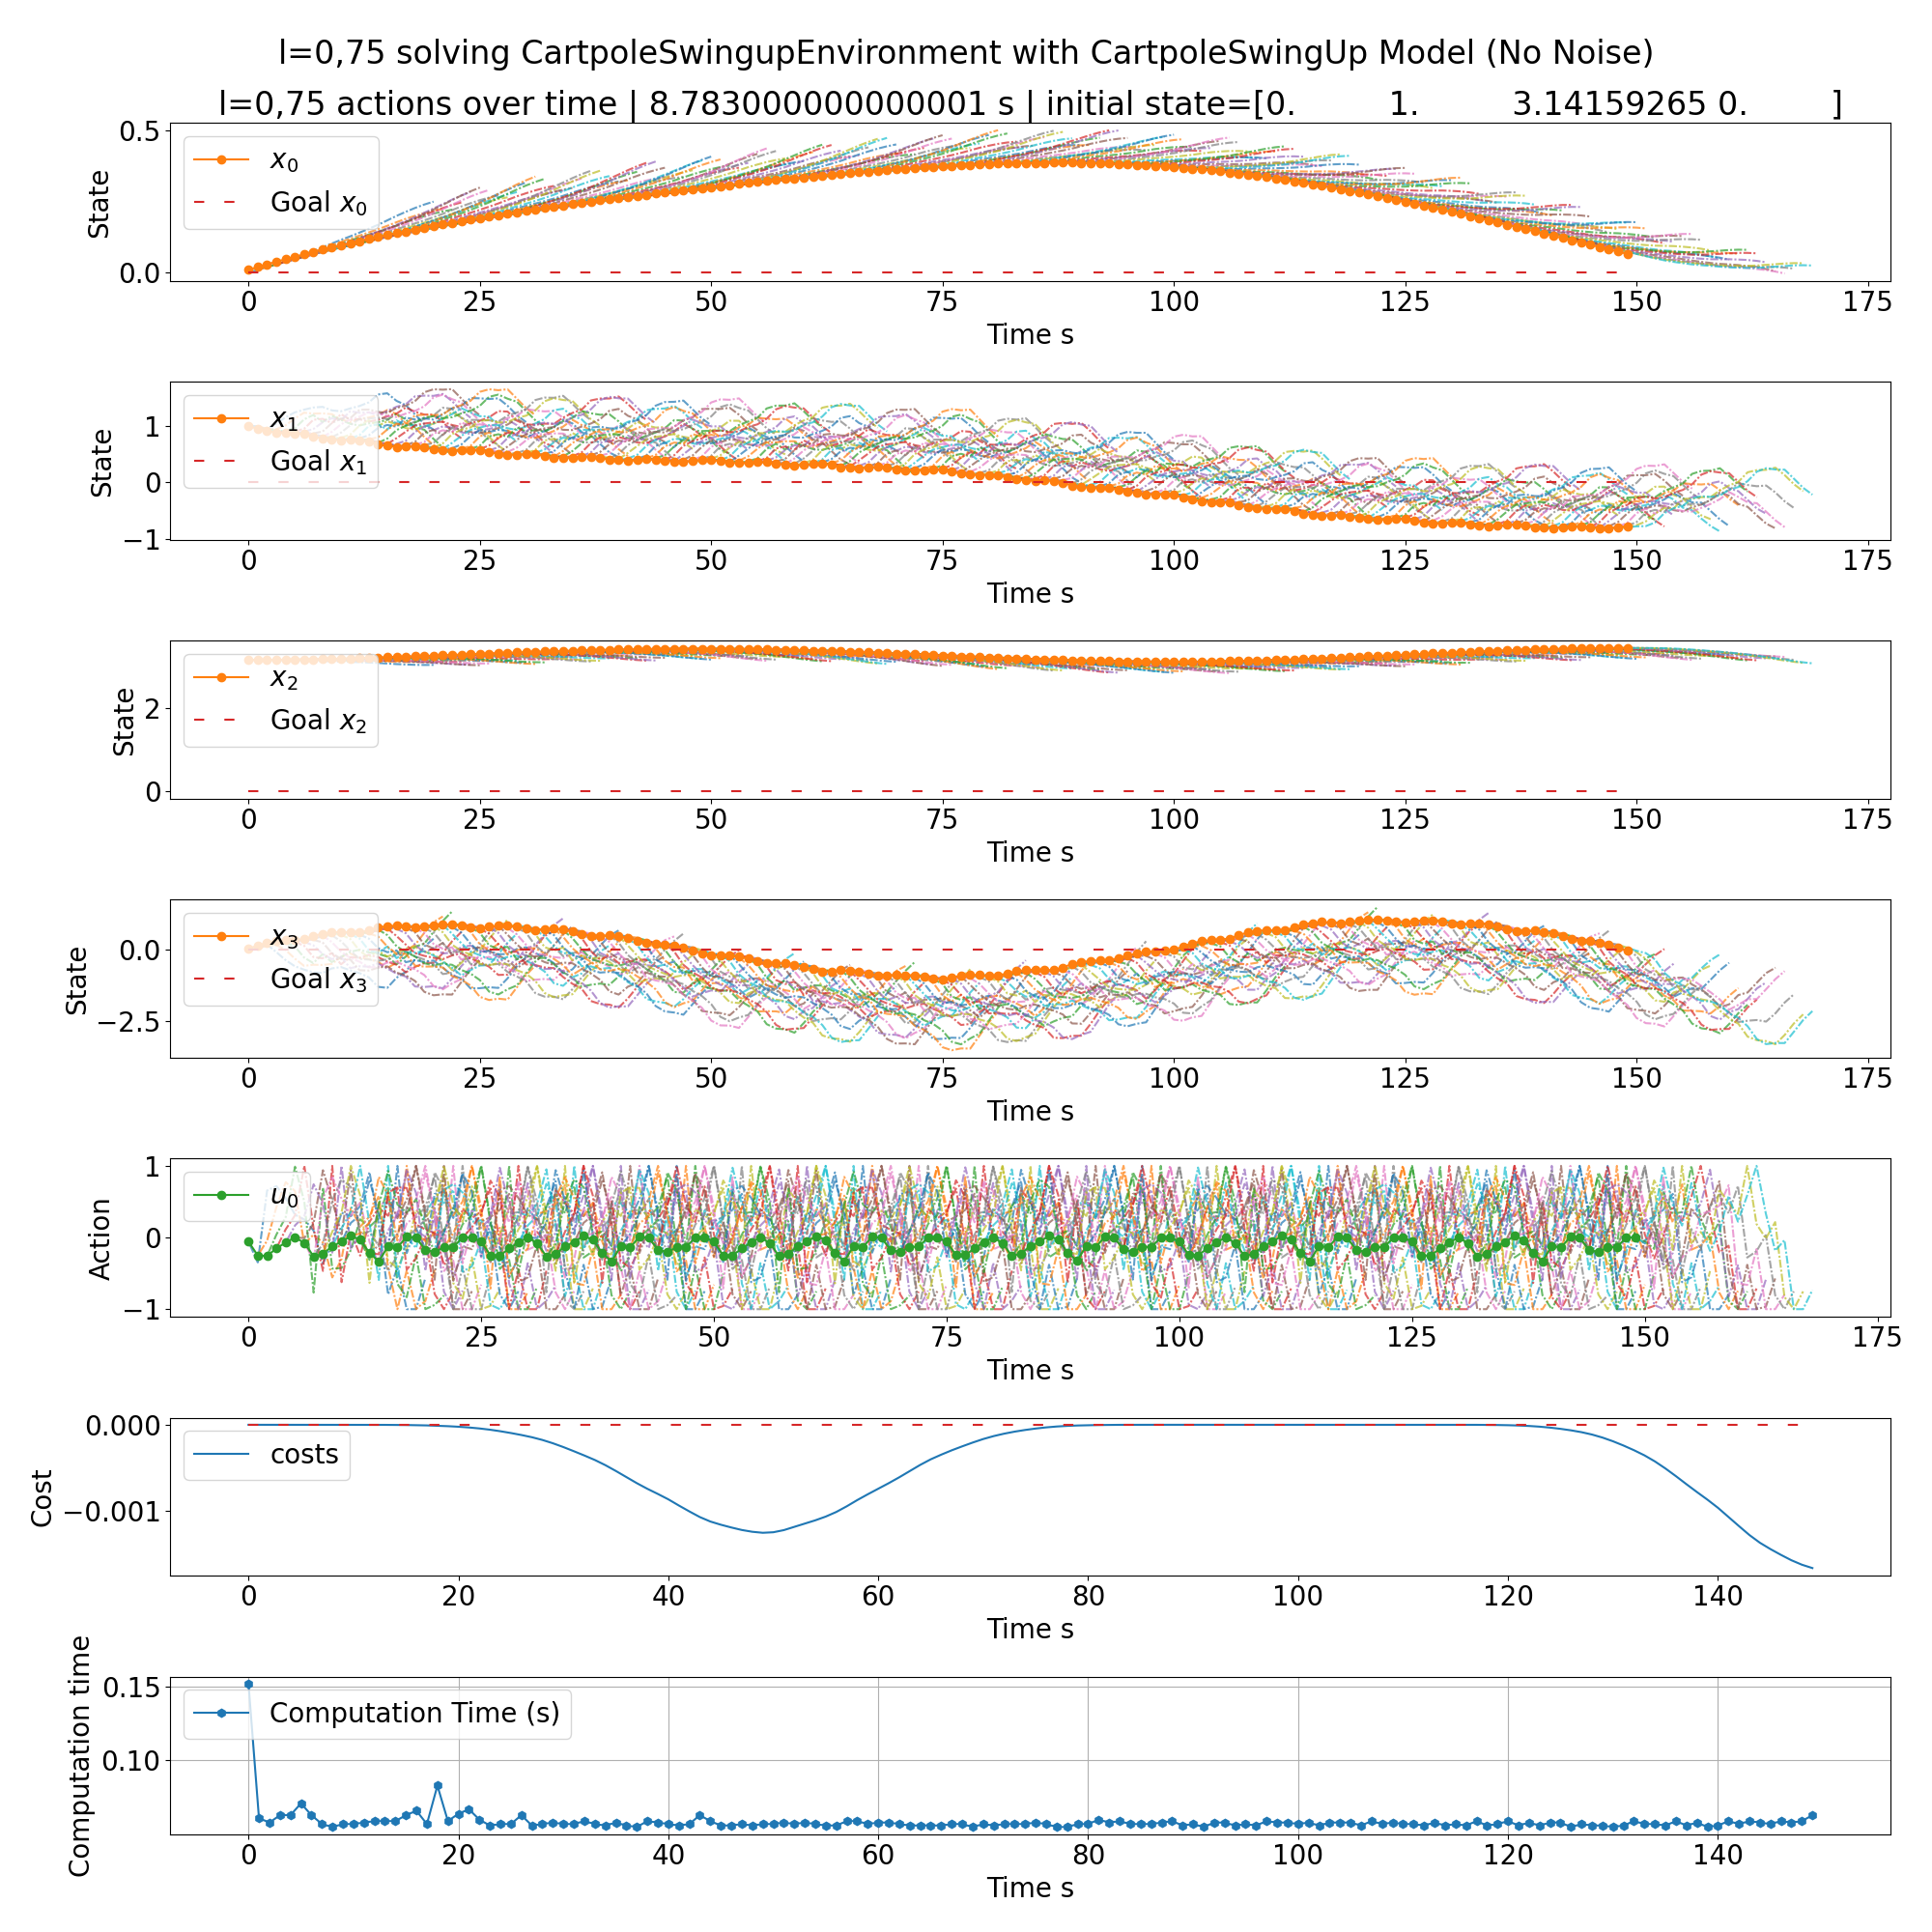 l=0,75 solving CartpoleSwingupEnvironment with CartpoleSwingUp Model (No Noise)
l=0,75 actions over time | 8.783000000000001 s | initial state=[0. 1. 3.14159265 0. ]
0.5
0.0
State
x0
Goal x0
0 25 50 75 100 125 150 175
Time s
1
0
−1
State
x1
Goal x1
0 25 50 75 100 125 150 175
Time s
2
0
State
x2
Goal x2
0 25 50 75 100 125 150 175
Time s
0.0
−2.5
State
x3
Goal x3
0 25 50 75 100 125 150 175
Time s
1
0
−1
Action
u0
0 25 50 75 100 125 150 175
Time s
0.000
−0.001
Cost
costs
0 20 40 60 80 100 120 140
Time s
0.15
0.10
Computation time
Computation Time (s)
0 20 40 60 80 100 120 140
Time s